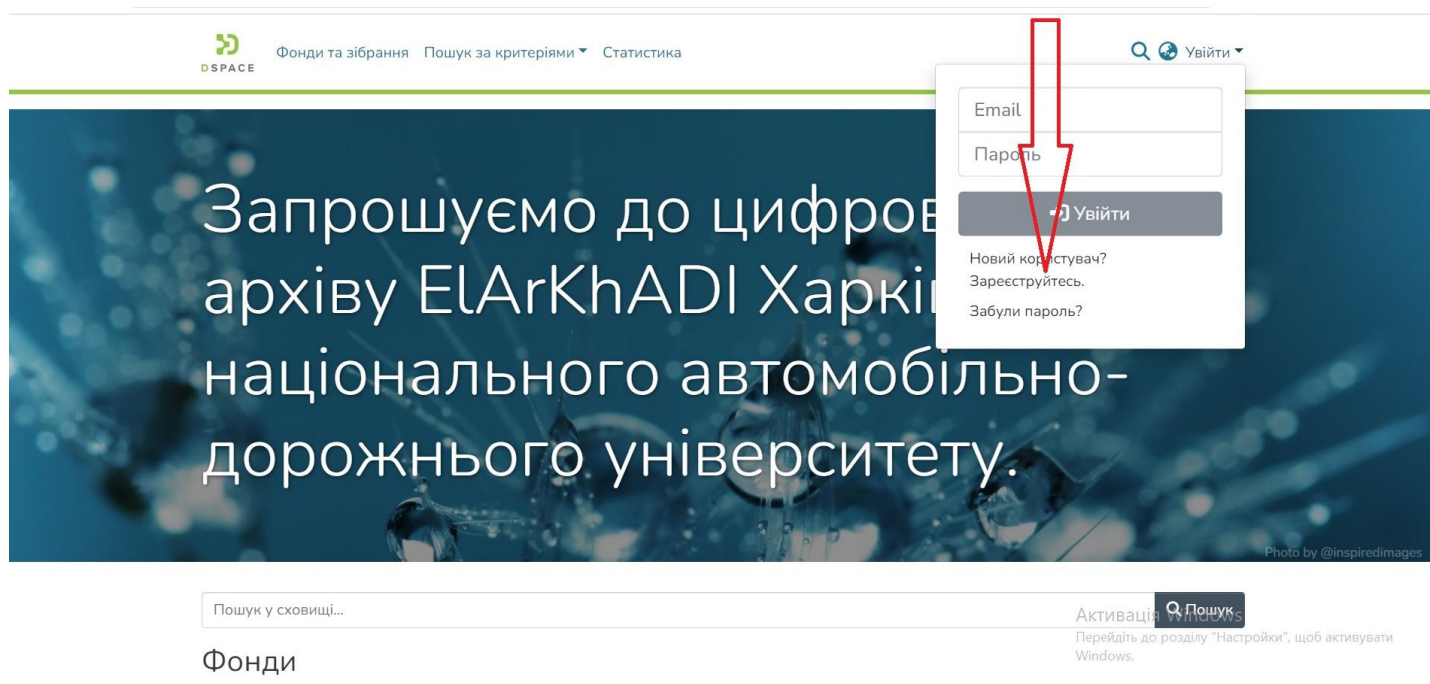 DSPACE
Фонди та зібрання Пошук за критеріями Статистика
Увійти
Email
Пароль
Увійти
Новий користувач?
Зареєструйтесь.
Забули пароль?
Запрошуємо до цифров
архіву ElArKhADI Харкі
національного автомобільно-
дорожнього університету.
Photo by @inspiredimages
Пошук у сховищі...
Пошук
Активація Windows
Перейдіть до розділу "Настройки", щоб активувати
Windows.
Фонди